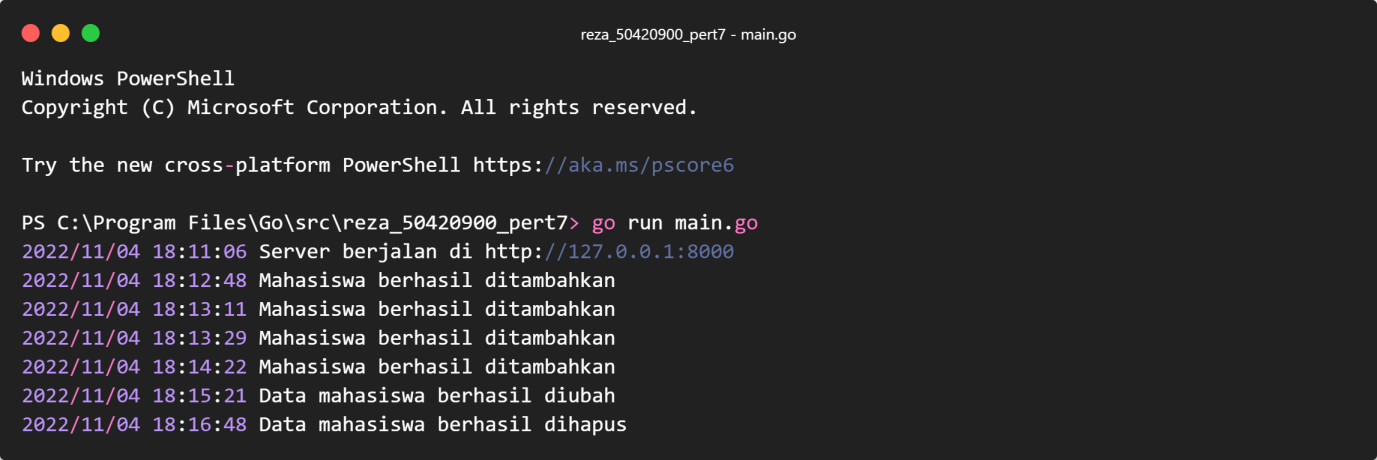 reza_50420900_pert7 - main.go
Windows PowerShell
Copyright (C) Microsoft Corporation. All rights reserved.
Try the new cross-platform PowerShell https://aka.ms/pscore6
PS C:\Program Files\Go\src\reza_50420900_pert7> go run main.go
2022/11/04 18:11:06 Server berjalan di http://127.0.0.1:8000
2022/11/04 18:12:48 Mahasiswa berhasil ditambahkan
2022/11/04 18:13:11 Mahasiswa berhasil ditambahkan
2022/11/04 18:13:29 Mahasiswa berhasil ditambahkan
2022/11/04 18:14:22 Mahasiswa berhasil ditambahkan
2022/11/04 18:15:21 Data mahasiswa berhasil diubah
2022/11/04 18:16:48 Data mahasiswa berhasil dihapus